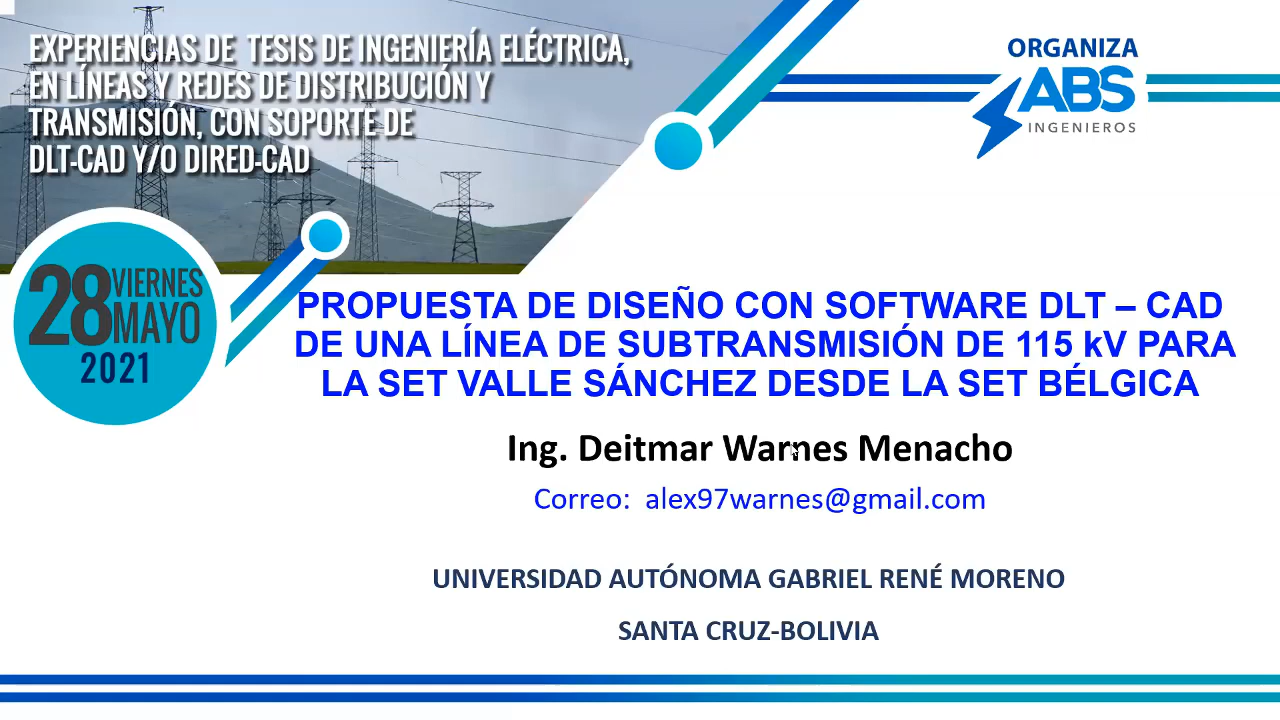 EXPERIENCIAS DE TESIS DE INGENIERÍA ELÉCTRICA,
EN LÍNEAS Y REDES DE DISTRIBUCIÓN Y
TRANSMISIÓN, CON SOPORTE DE
DLT-CAD Y/O DIRED-CAD
ORGANIZA
ABS
INGENIEROS
28 VIERNES
MAYO
2021
PROPUESTA DE DISEÑO CON SOFTWARE DLT – CAD
DE UNA LÍNEA DE SUBTRANSMISIÓN DE 115 kV PARA
LA SET VALLE SÁNCHEZ DESDE LA SET BÉLGICA
Ing. Deitmar Warnes Menacho
Correo: alex97warnes@gmail.com
UNIVERSIDAD AUTÓNOMA GABRIEL RENÉ MORENO
SANTA CRUZ-BOLIVIA